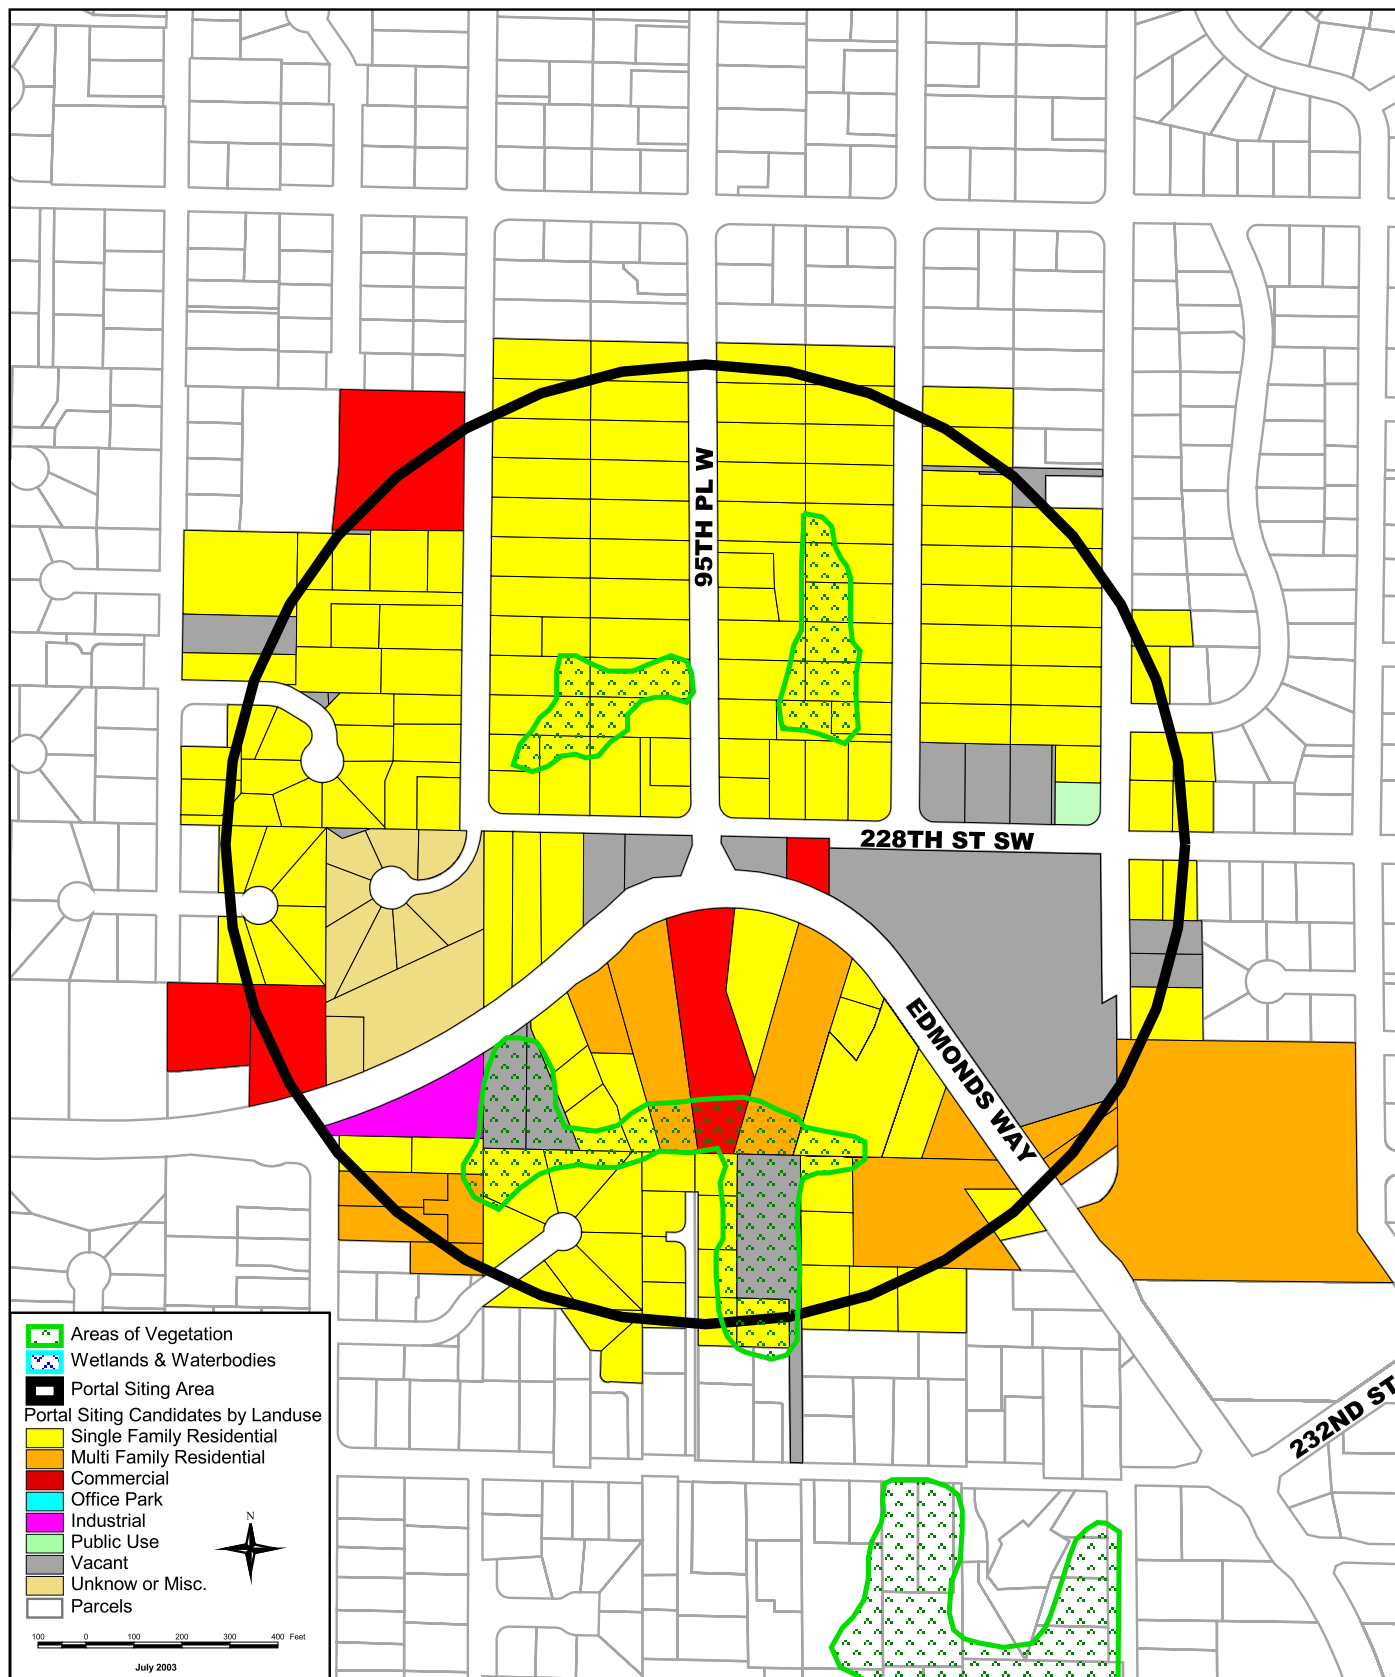 95TH PL W
228TH ST SW
EDMONDS WAY
232ND ST
Areas of Vegetation
Wetlands & Waterbodies
Portal Siting Area
Portal Siting Candidates by Landuse
Single Family Residential
Multi Family Residential
Commercial
Office Park
Industrial
Public Use
Vacant
Unknow or Misc.
Parcels
N
100 0 100 200 300 400 Feet
July 2003